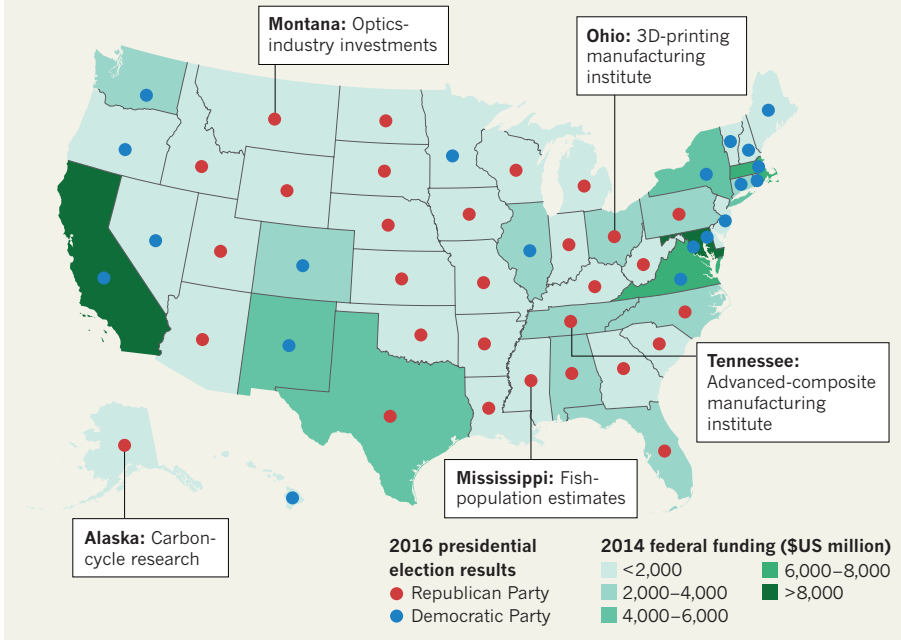 Montana: Optics-
industry investments
Ohio: 3D-printing
manufacturing
institute
Tennessee:
Advanced-composite
manufacturing
institute
Mississippi: Fish-
population estimates
Alaska: Carbon-
cycle research
2016 presidential
election results
Republican Party
Democratic Party
2014 federal funding ($US million)
<2,000
2,000–4,000
4,000–6,000
6,000–8,000
>8,000